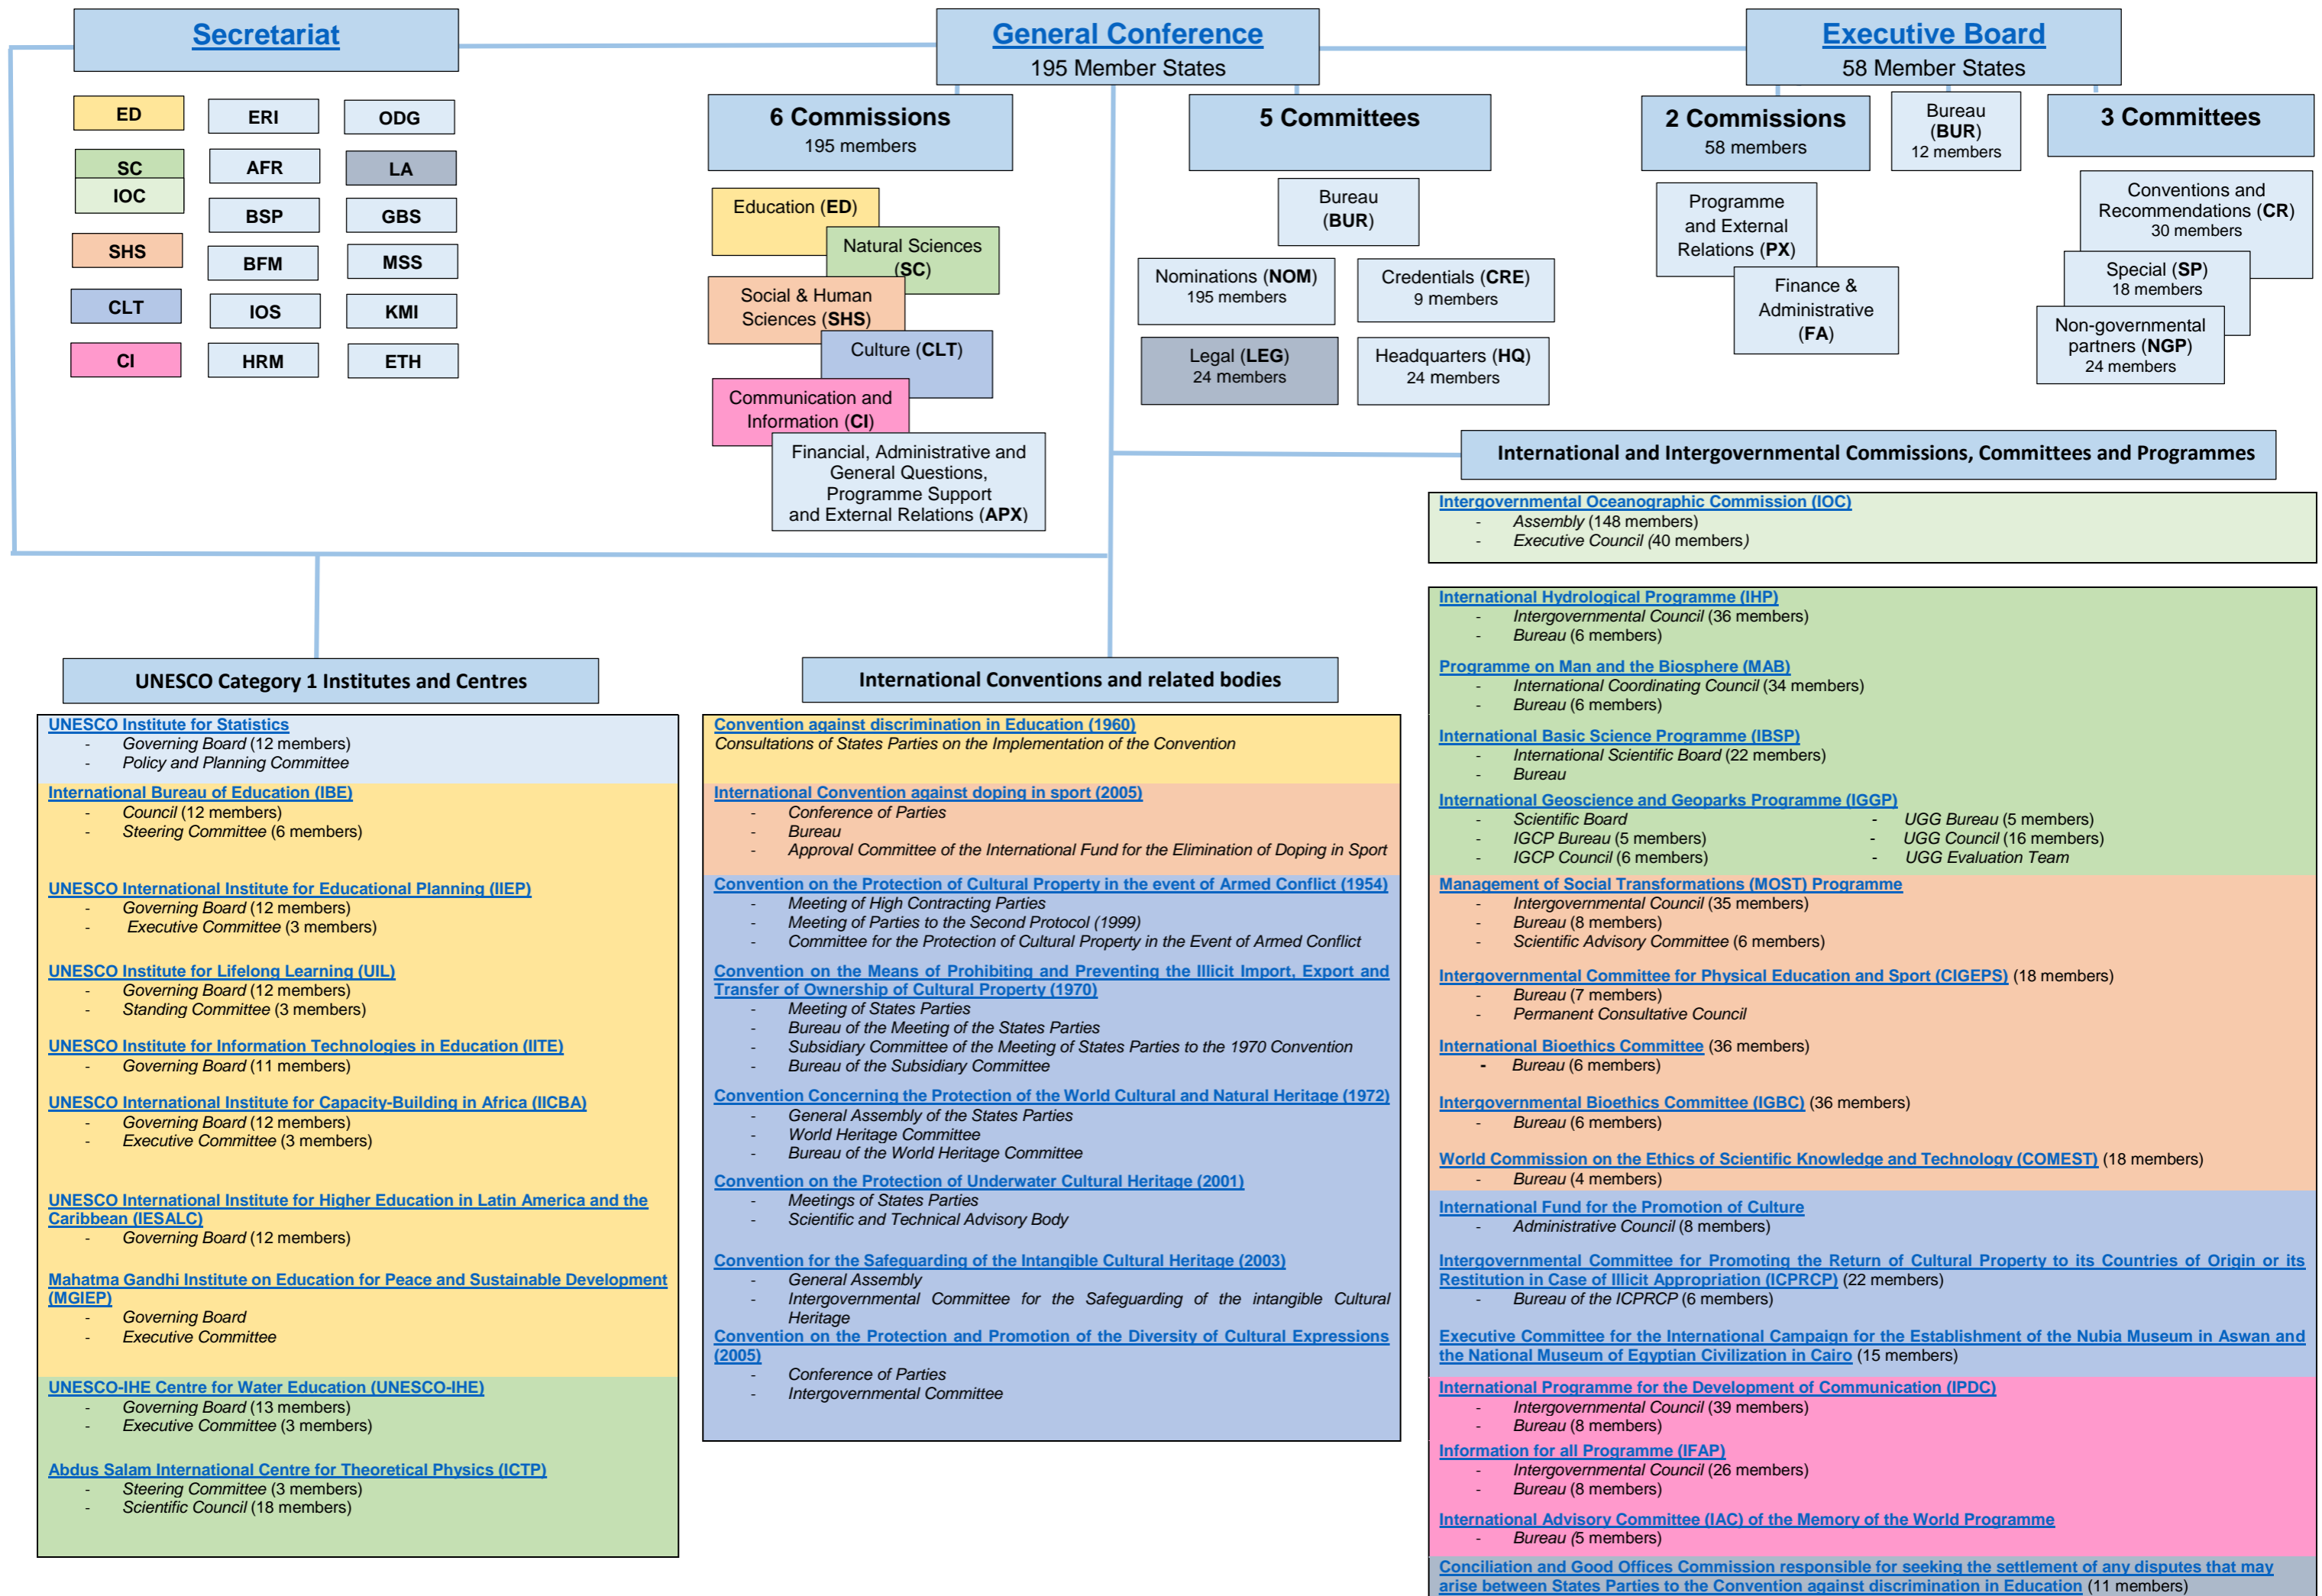 Secretariat
General Conference
195 Member States
Executive Board
58 Member States
ED
SC
IOC
SHS
CLT
CI
ERI
AFR
BSP
BFM
IOS
HRM
ODG
LA
GBS
MSS
KMI
ETH
6 Commissions
195 members
Education (ED)
Natural Sciences
(SC)
Social & Human
Sciences (SHS)
Culture (CLT)
Communication and
Information (CI)
Financial, Administrative and
General Questions,
Programme Support
and External Relations (APX)
5 Committees
Bureau
(BUR)
Nominations (NOM)
195 members
Credentials (CRE)
9 members
Legal (LEG)
24 members
Headquarters (HQ)
24 members
2 Commissions
58 members
Programme
and External
Relations (PX)
Finance &
Administrative
(FA)
Bureau
(BUR)
12 members
3 Committees
Conventions and
Recommendations (CR)
30 members
Special (SP)
18 members
Non-governmental
partners (NGP)
24 members
UNESCO Category 1 Institutes and Centres
UNESCO Institute for Statistics
- Governing Board (12 members)
- Policy and Planning Committee
International Bureau of Education (IBE)
- Council (12 members)
- Steering Committee (6 members)
UNESCO International Institute for Educational Planning (IIEP)
- Governing Board (12 members)
- Executive Committee (3 members)
UNESCO Institute for Lifelong Learning (UIL)
- Governing Board (12 members)
- Standing Committee (3 members)
UNESCO Institute for Information Technologies in Education (IITE)
- Governing Board (11 members)
UNESCO International Institute for Capacity-Building in Africa (IICBA)
- Governing Board (12 members)
- Executive Committee (3 members)
UNESCO International Institute for Higher Education in Latin America and the
Caribbean (IESALC)
- Governing Board (12 members)
Mahatma Gandhi Institute on Education for Peace and Sustainable Development
(MGIEP)
- Governing Board
- Executive Committee
UNESCO-IHE Centre for Water Education (UNESCO-IHE)
- Governing Board (13 members)
- Executive Committee (3 members)
Abdus Salam International Centre for Theoretical Physics (ICTP)
- Steering Committee (3 members)
- Scientific Council (18 members)
International Conventions and related bodies
Convention against discrimination in Education (1960)
Consultations of States Parties on the Implementation of the Convention
International Convention against doping in sport (2005)
- Conference of Parties
- Bureau
- Approval Committee of the International Fund for the Elimination of Doping in Sport
Convention on the Protection of Cultural Property in the event of Armed Conflict (1954)
- Meeting of High Contracting Parties
- Meeting of Parties to the Second Protocol (1999)
- Committee for the Protection of Cultural Property in the Event of Armed Conflict
Convention on the Means of Prohibiting and Preventing the Illicit Import, Export and
Transfer of Ownership of Cultural Property (1970)
- Meeting of States Parties
- Bureau of the Meeting of the States Parties
- Subsidiary Committee of the Meeting of States Parties to the 1970 Convention
- Bureau of the Subsidiary Committee
Convention Concerning the Protection of the World Cultural and Natural Heritage (1972)
- General Assembly of the States Parties
- World Heritage Committee
- Bureau of the World Heritage Committee
Convention on the Protection of Underwater Cultural Heritage (2001)
- Meetings of States Parties
- Scientific and Technical Advisory Body
Convention for the Safeguarding of the Intangible Cultural Heritage (2003)
- General Assembly
- Intergovernmental Committee for the Safeguarding of the intangible Cultural
Heritage
Convention on the Protection and Promotion of the Diversity of Cultural Expressions
(2005)
- Conference of Parties
- Intergovernmental Committee
International and Intergovernmental Commissions, Committees and Programmes
Intergovernmental Oceanographic Commission (IOC)
- Assembly (148 members)
- Executive Council (40 members)
International Hydrological Programme (IHP)
- Intergovernmental Council (36 members)
- Bureau (6 members)
Programme on Man and the Biosphere (MAB)
- International Coordinating Council (34 members)
- Bureau (6 members)
International Basic Science Programme (IBSP)
- International Scientific Board (22 members)
- Bureau
International Geoscience and Geoparks Programme (IGGP)
- Scientific Board - UGG Bureau (5 members)
- IGCP Bureau (5 members) - UGG Council (16 members)
- IGCP Council (6 members) - UGG Evaluation Team
Management of Social Transformations (MOST) Programme
- Intergovernmental Council (35 members)
- Bureau (8 members)
- Scientific Advisory Committee (6 members)
Intergovernmental Committee for Physical Education and Sport (CIGEPS) (18 members)
- Bureau (7 members)
- Permanent Consultative Council
International Bioethics Committee (36 members)
- Bureau (6 members)
Intergovernmental Bioethics Committee (IGBC) (36 members)
- Bureau (6 members)
World Commission on the Ethics of Scientific Knowledge and Technology (COMEST) (18 members)
- Bureau (4 members)
International Fund for the Promotion of Culture
- Administrative Council (8 members)
Intergovernmental Committee for Promoting the Return of Cultural Property to its Countries of Origin or its
Restitution in Case of Illicit Appropriation (ICPRCP) (22 members)
- Bureau of the ICPRCP (6 members)
Executive Committee for the International Campaign for the Establishment of the Nubia Museum in Aswan and
the National Museum of Egyptian Civilization in Cairo (15 members)
International Programme for the Development of Communication (IPDC)
- Intergovernmental Council (39 members)
- Bureau (8 members)
Information for all Programme (IFAP)
- Intergovernmental Council (26 members)
- Bureau (8 members)
International Advisory Committee (IAC) of the Memory of the World Programme
- Bureau (5 members)
Conciliation and Good Offices Commission responsible for seeking the settlement of any disputes that may
arise between States Parties to the Convention against discrimination in Education (11 members)